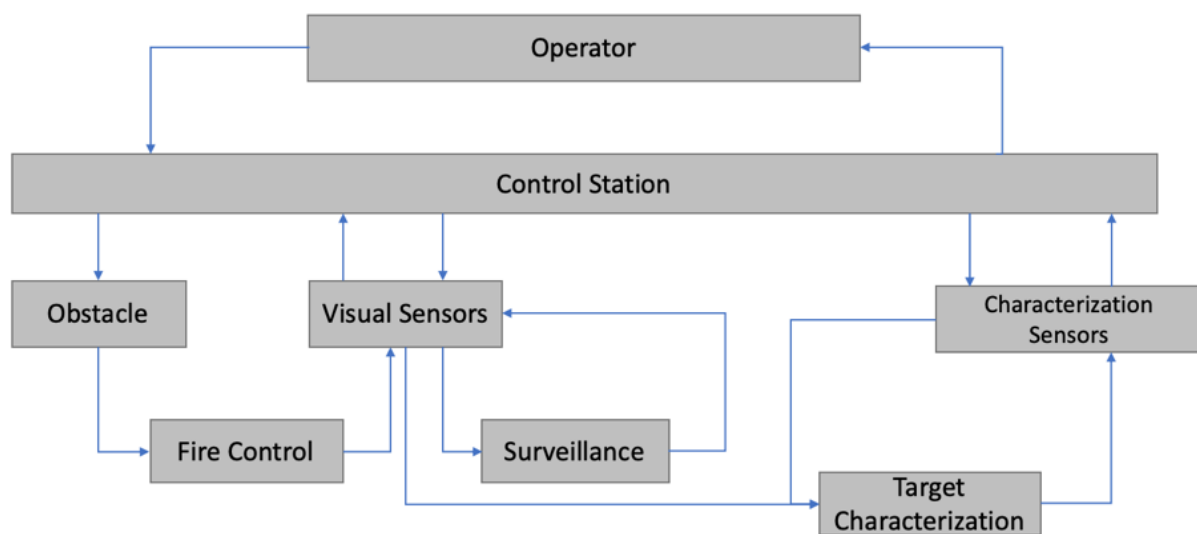 Operator
Control Station
Obstacle
Visual Sensors
Characterization
Sensors
Fire Control
Surveillance
Target
Characterization